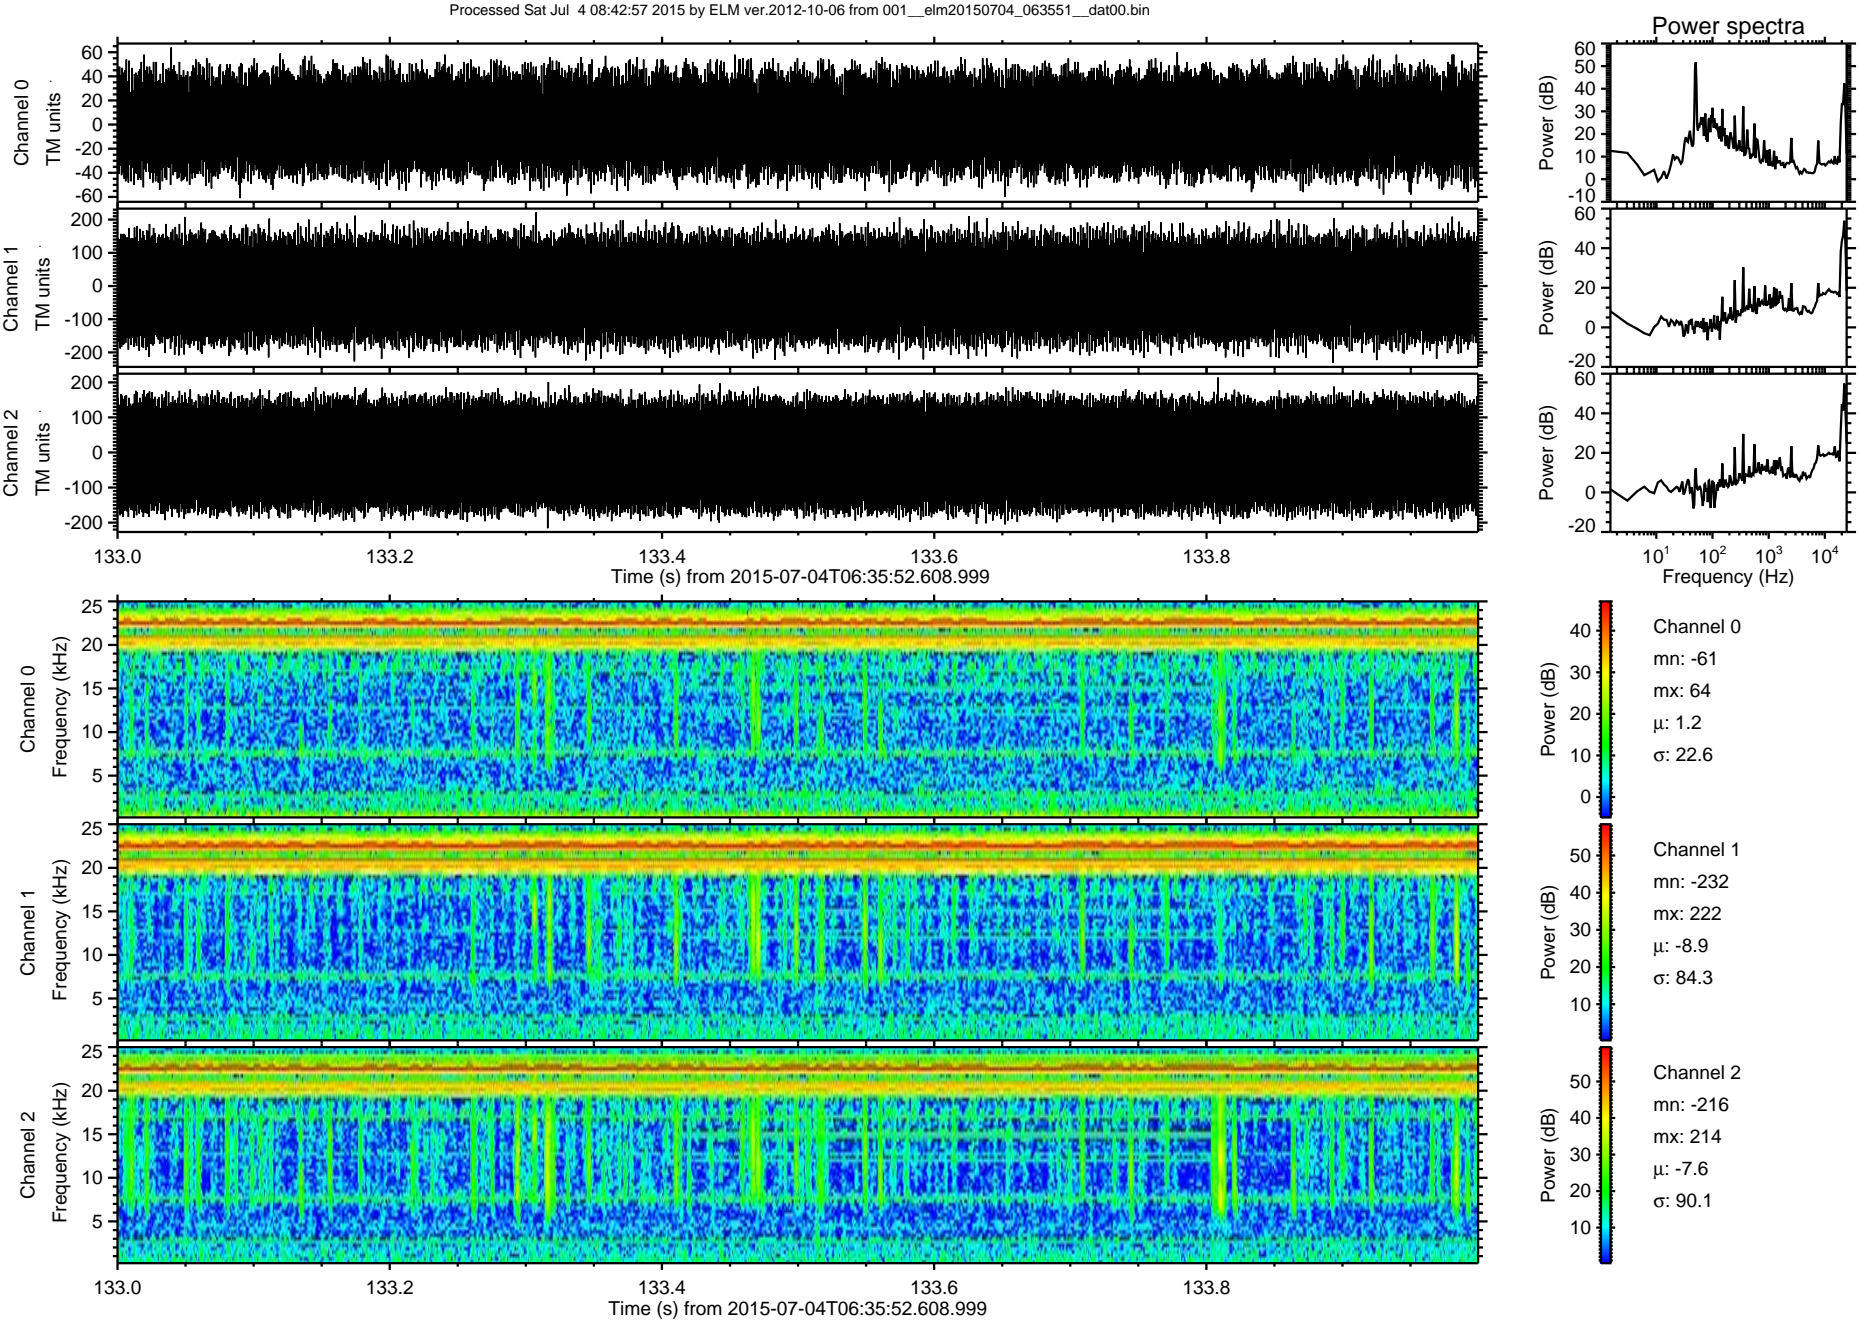 Processed Sat Jul  4 08:42:57 2015 by ELM ver.2012-10-06 from 001__elm20150704_063551__dat00.bin
Power spectra
Channel 0
TM units
60
40
20
0
-20
-40
-60
Power (dB)
60
50
40
30
20
10
0
-10
Channel 1
TM units
200
100
0
-100
-200
Power (dB)
60
40
20
0
-20
Channel 2
TM units
200
100
0
-100
-200
Power (dB)
60
40
20
0
-20
133.0 133.2 133.4 133.6 133.8
Time (s) from 2015-07-04T06:35:52.608.999
10^1 10^2 10^3 10^4
Frequency (Hz)
Channel 0
Frequency (kHz)
25
20
15
10
5
Power (dB)
40
30
20
10
0
Channel 0
mn: -61
mx: 64
μ: 1.2
σ: 22.6
Channel 1
Frequency (kHz)
25
20
15
10
5
Power (dB)
50
40
30
20
10
Channel 1
mn: -232
mx: 222
μ: -8.9
σ: 84.3
Channel 2
Frequency (kHz)
25
20
15
10
5
Power (dB)
50
40
30
20
10
Channel 2
mn: -216
mx: 214
μ: -7.6
σ: 90.1
133.0 133.2 133.4 133.6 133.8
Time (s) from 2015-07-04T06:35:52.608.999